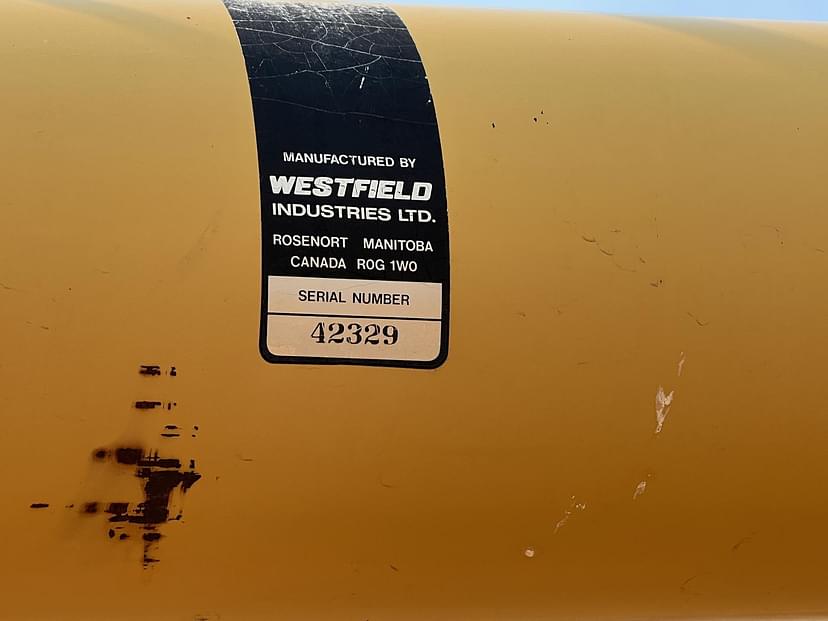 MANUFACTURED BY
WESTFIELD
INDUSTRIES LTD.
ROSENORT MANITOBA
CANADA R0G 1W0
SERIAL NUMBER
42329